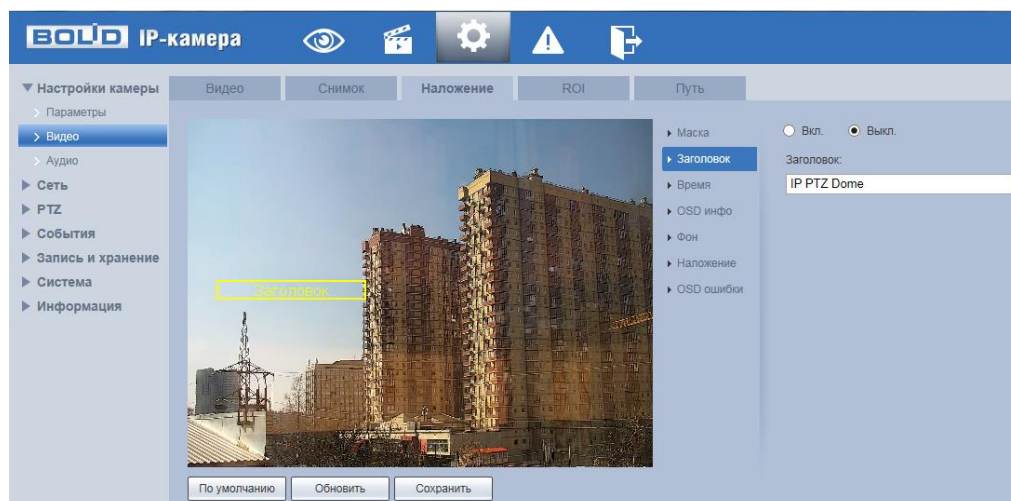 BOLID IP-камера
Настройки камеры
Параметры
Видео
Аудио
Сеть
PTZ
События
Запись и хранение
Система
Информация
Видео
Снимок
Наложение
ROI
Путь
Заголовок
Маска
Заголовок
Время
OSD инфо
Фон
Наложение
OSD ошибки
Вкл. Выкл.
Заголовок:
IP PTZ Dome
По умолчанию
Обновить
Сохранить